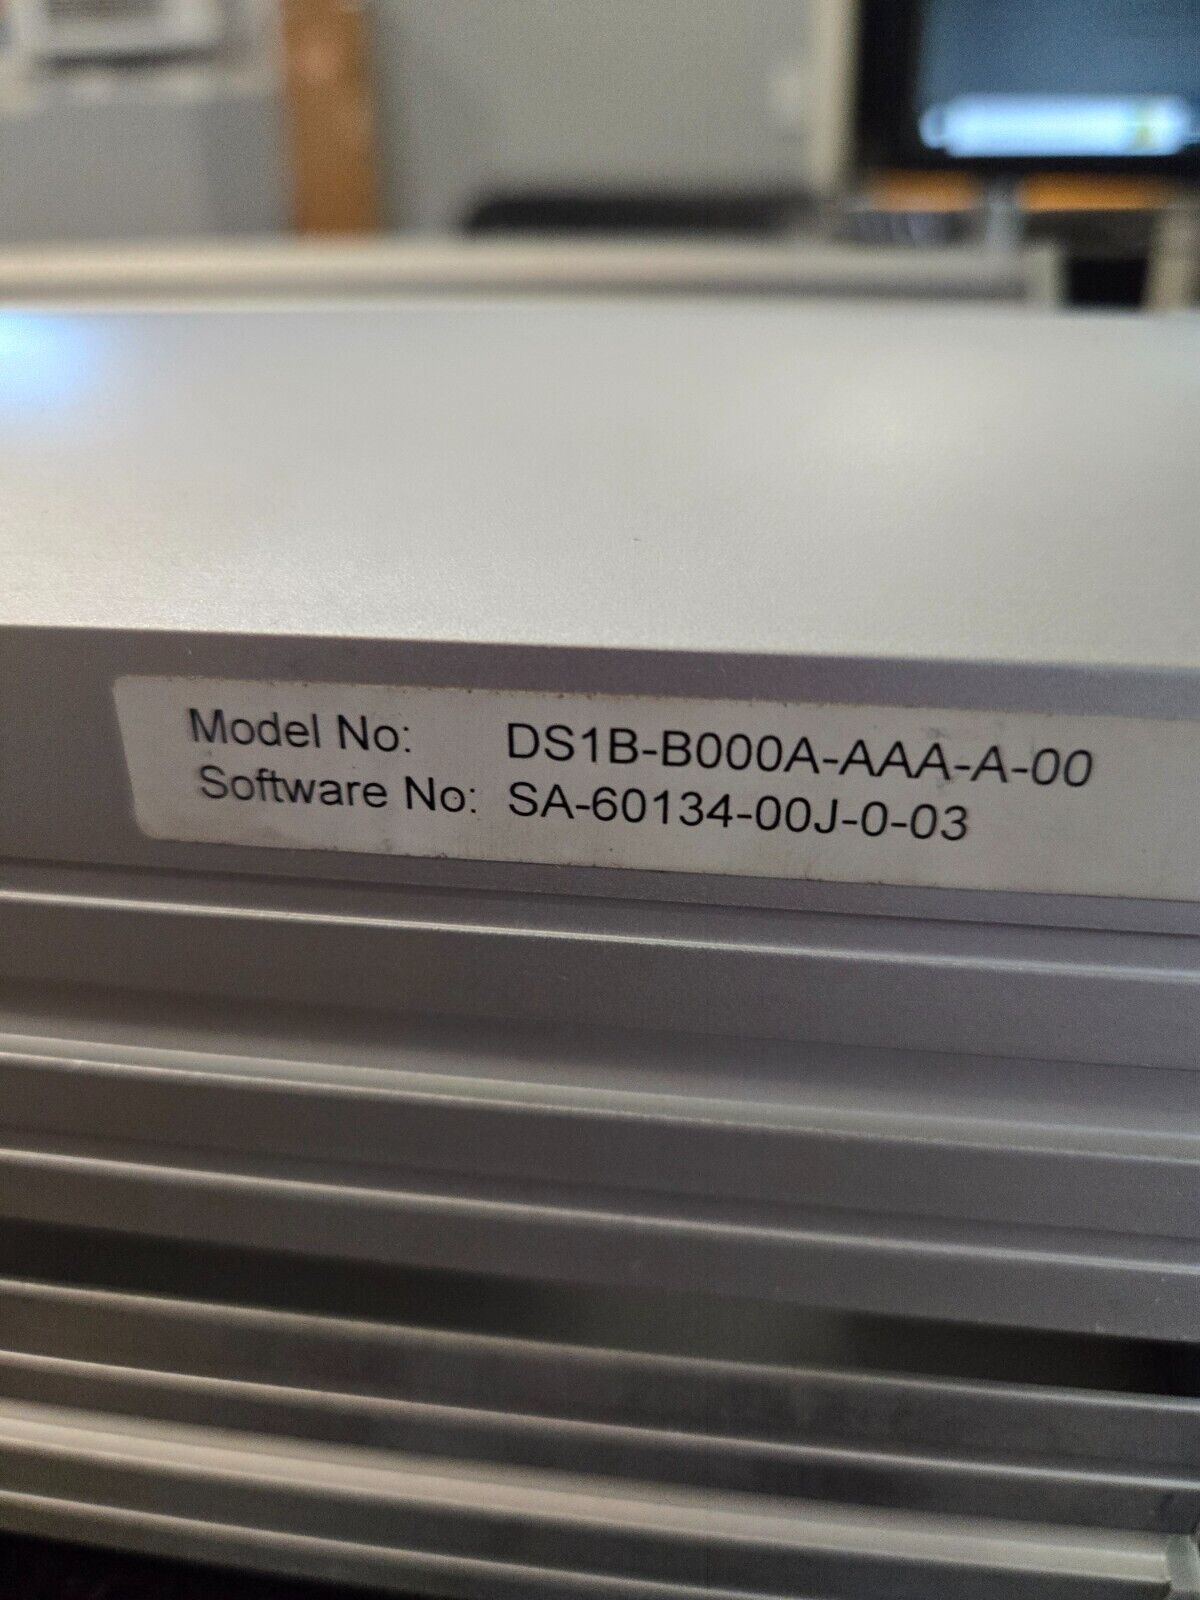 Model No: DS1B-B000A-AAA-A-00
Software No: SA-60134-00J-0-03